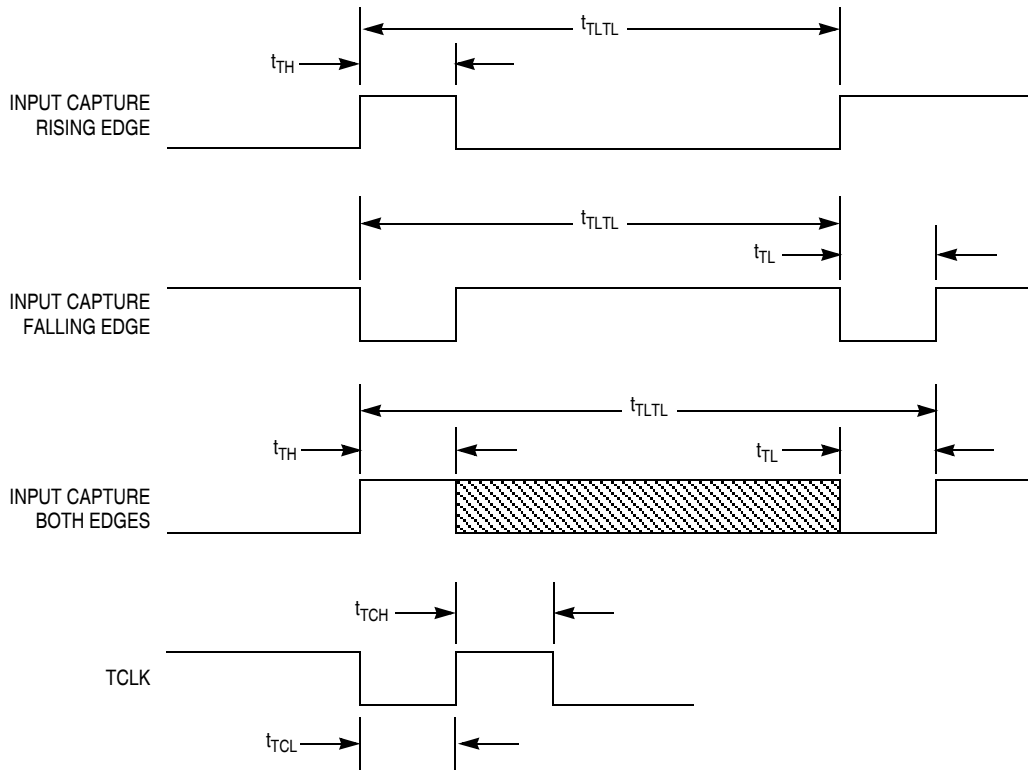 tTLTL
tTH
INPUT CAPTURE
RISING EDGE
tTLTL
tTL
INPUT CAPTURE
FALLING EDGE
tTLTL
tTH
tTL
INPUT CAPTURE
BOTH EDGES
tTCH
TCLK
tTCL